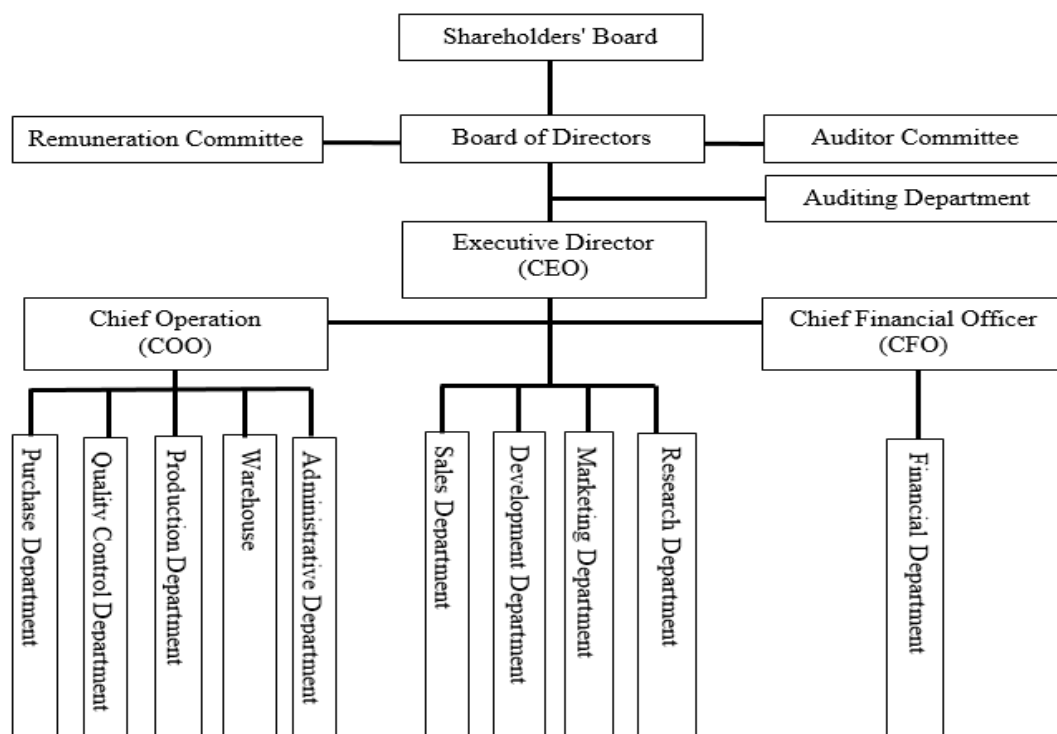 Shareholders' Board
Remuneration Committee
Board of Directors
Auditor Committee
Auditing Department
Executive Director
(CEO)
Chief Operation
(COO)
Chief Financial Officer
(CFO)
Purchase Department
Quality Control Department
Production Department
Warehouse
Administrative Department
Sales Department
Development Department
Marketing Department
Research Department
Financial Department